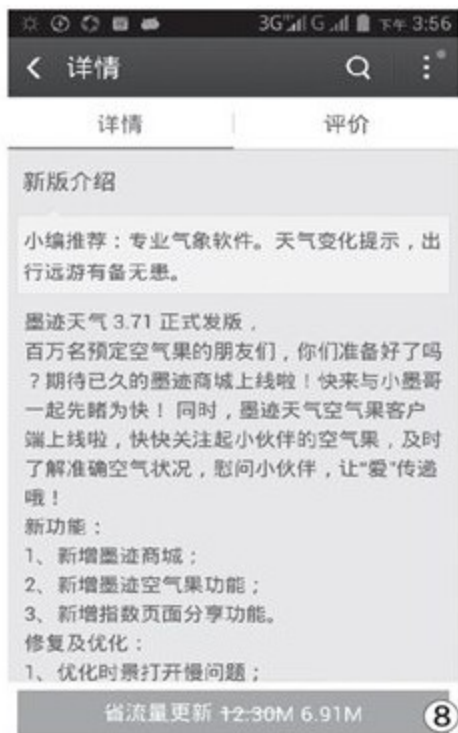 3G G 下午 3:56
详情
详情 评价
新版介绍
小编推荐：专业气象软件。天气变化提示，出
行远游有备无患。
墨迹天气 3.71 正式发版，
百万名预定空气果的朋友们，你们准备好了吗
？期待已久的墨迹商城上线啦！快来与小墨哥
一起先睹为快！ 同时，墨迹天气空气果客户
端上线啦，快快关注起小伙伴的空气果，及时
了解准确空气状况，慰问小伙伴，让"爱"传递
哦！
新功能：
1、新增墨迹商城；
2、新增墨迹空气果功能；
3、新增指数页面分享功能。
修复及优化：
1、优化时景打开慢问题；
省流量更新 12.30M 6.91M ⑧